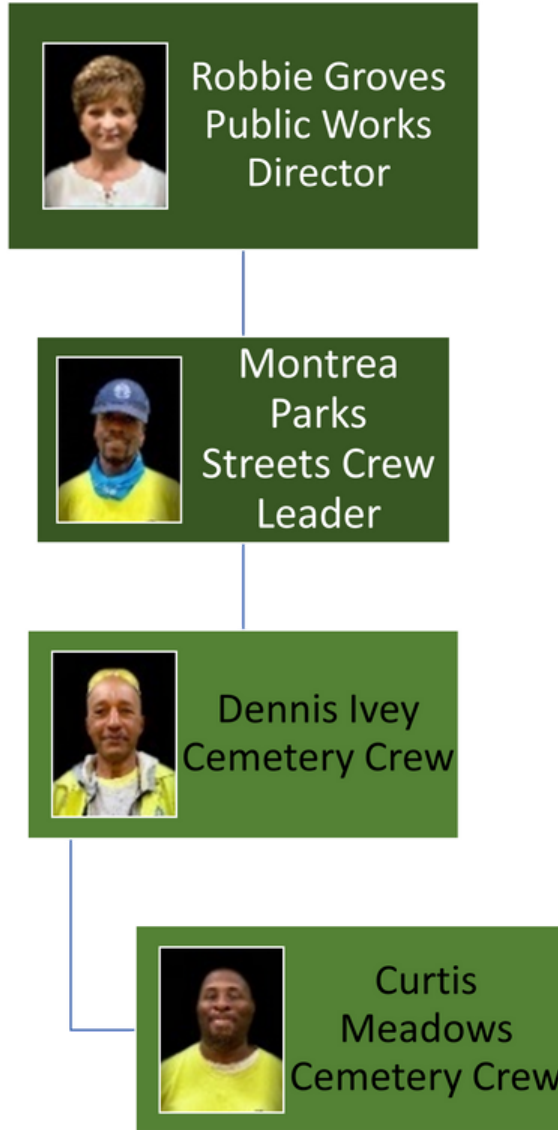 Robbie Groves
Public Works
Director
Montrea
Parks
Streets Crew
Leader
Dennis Ivey
Cemetery Crew
Curtis
Meadows
Cemetery Crew